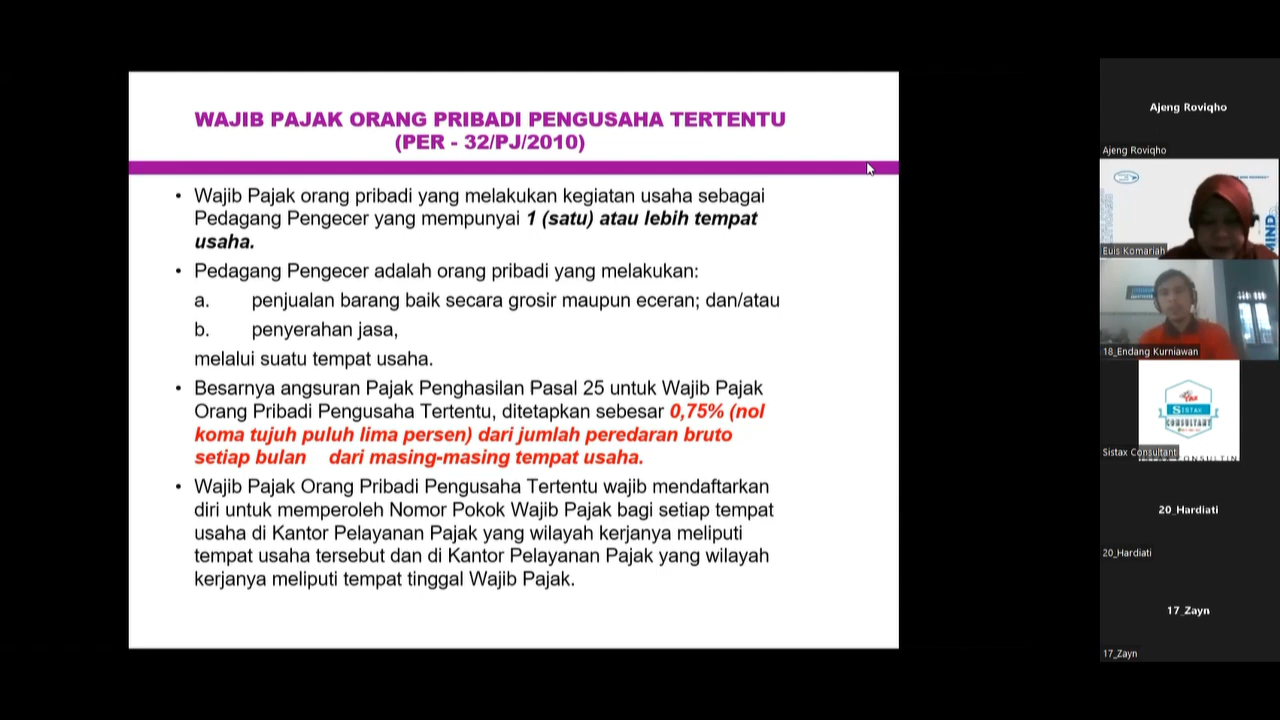 WAJIB PAJAK ORANG PRIBADI PENGUSAHA TERTENTU
(PER - 32/PJ/2010)
• Wajib Pajak orang pribadi yang melakukan kegiatan usaha sebagai
Pedagang Pengecer yang mempunyai 1 (satu) atau lebih tempat
usaha.
• Pedagang Pengecer adalah orang pribadi yang melakukan:
a. penjualan barang baik secara grosir maupun eceran; dan/atau
b. penyerahan jasa,
melalui suatu tempat usaha.
• Besarnya angsuran Pajak Penghasilan Pasal 25 untuk Wajib Pajak
Orang Pribadi Pengusaha Tertentu, ditetapkan sebesar 0,75% (nol
koma tujuh puluh lima persen) dari jumlah peredaran bruto
setiap bulan dari masing-masing tempat usaha.
• Wajib Pajak Orang Pribadi Pengusaha Tertentu wajib mendaftarkan
diri untuk memperoleh Nomor Pokok Wajib Pajak bagi setiap tempat
usaha di Kantor Pelayanan Pajak yang wilayah kerjanya meliputi
tempat usaha tersebut dan di Kantor Pelayanan Pajak yang wilayah
kerjanya meliputi tempat tinggal Wajib Pajak.
Ajeng Roviqho
Ajeng Roviqho
MIND
Euis Komariah
18_Endang Kurniawan
SISTAX
CONSULTANT
Sistax Consultant
20_Hardiati
20_Hardiati
17_Zayn
17_Zayn